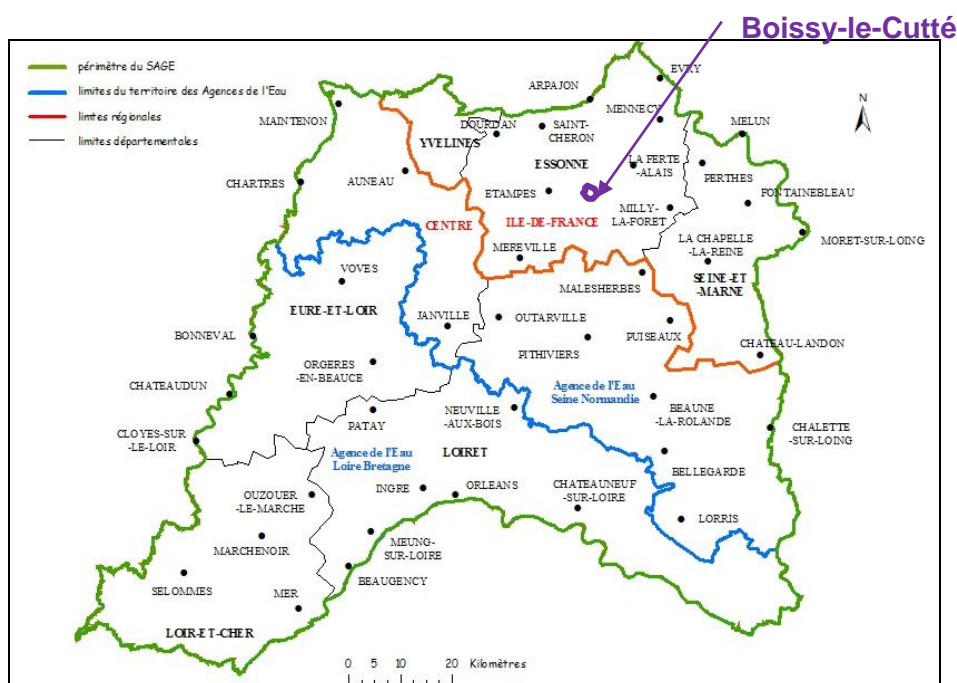 Boissy-le-Cutté
périmètre du SAGE
limites du territoire des Agences de l'Eau
limtes régionales
limites départementales
EVRY
ARPAJON
MENNECY
N
MAINTENON
DOURDAN
SAINT-
CHERON
MELUN
YVELINES
ESSONNE
LA FERTE
-ALAIS
PERTHES
CHARTRES
AUNEAU
ETAMPES
FONTAINEBLEAU
MILLY-
LA-FORET
CENTRE
ILE-DE-FRANCE
MORET-SUR-LOING
MEREVILLE
LA CHAPELLE
-LA-REINE
VOVES
SEINE-ET
-MARNE
MALESHERBES
EURE-ET-LOIR
JANVILLE
OUTARVILLE
BONNEVAL
PUISEAUX
PITHIVIERS
CHATEAU-LANDON
ORGERES
-EN-BEAUCE
CHATEAUDUN
Agence de l'Eau
Seine Normandie
NEUVILLE
-AUX-BOIS
BEAUNE
-LA-ROLANDE
PATAY
CHALETTE
-SUR-LOING
CLOYES-SUR
-LE-LOIR
Agence de l'Eau
Loire Bretagne
LOIRET
BELLEGARDE
INGRE
ORLEANS
CHATEAUNEUF
-SUR-LOIRE
OUZOUER
-LE-MARCHE
LORRIS
MARCHENOIR
MEUNG-
SUR-LOIRE
BEAUGENCY
SELOMMES
MER
LOIR-ET-CHER
0 5 10 20 Kilomètres